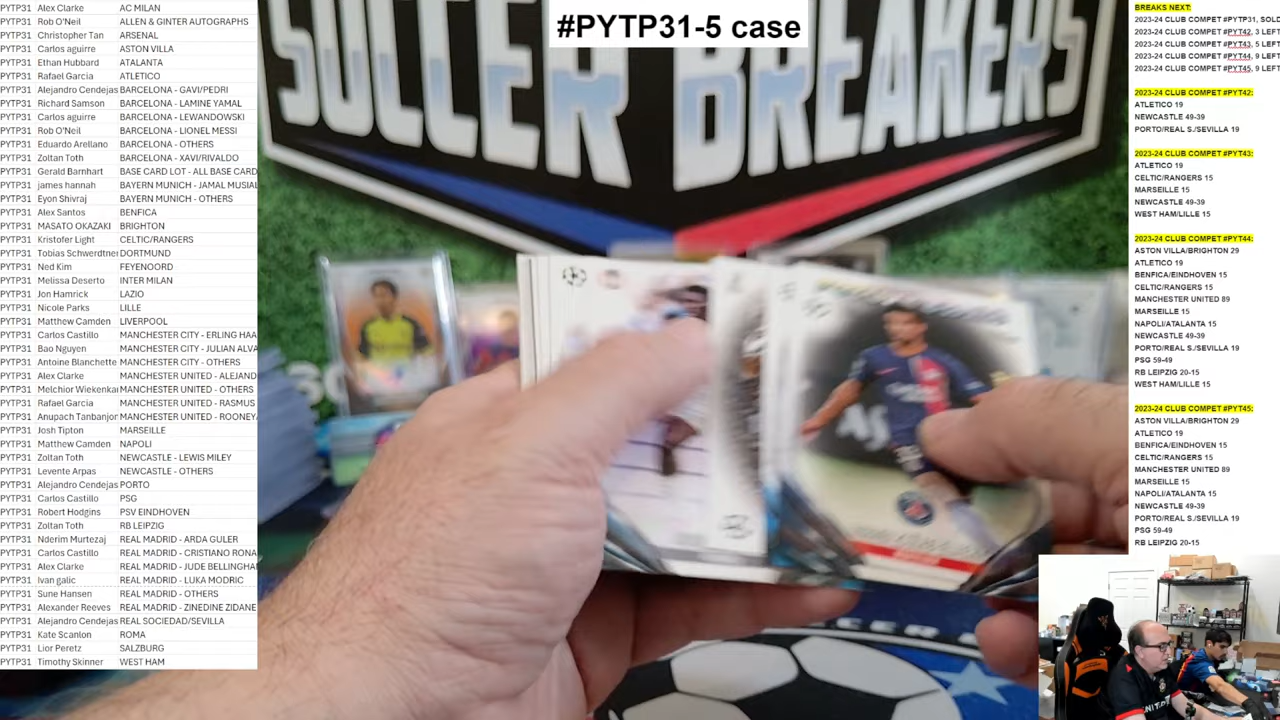 #PYTP31-5 case
SOCCER BREAKERS
PYTP31 Alex Clarke AC MILAN
PYTP31 Rob O'Neil ALLEN & GINTER AUTOGRAPHS
PYTP31 Christopher Tan ARSENAL
PYTP31 Carlos aguirre ASTON VILLA
PYTP31 Ethan Hubbard ATALANTA
PYTP31 Rafael Garcia ATLETICO
PYTP31 Alejandro Cendejas BARCELONA - GAVI/PEDRI
PYTP31 Richard Samson BARCELONA - LAMINE YAMAL
PYTP31 Carlos aguirre BARCELONA - LEWANDOWSKI
PYTP31 Rob O'Neil BARCELONA - LIONEL MESSI
PYTP31 Eduardo Arellano BARCELONA - OTHERS
PYTP31 Zoltan Toth BARCELONA - XAVI/RIVALDO
PYTP31 Gerald Barnhart BASE CARD LOT - ALL BASE CARD
PYTP31 james hannah BAYERN MUNICH - JAMAL MUSIAL
PYTP31 Eyon Shivraj BAYERN MUNICH - OTHERS
PYTP31 Alex Santos BENFICA
PYTP31 MASATO OKAZAKI BRIGHTON
PYTP31 Kristofer Light CELTIC/RANGERS
PYTP31 Tobias Schwerdtner DORTMUND
PYTP31 Ned Kim FEYENOORD
PYTP31 Melissa Deserto INTER MILAN
PYTP31 Jon Hamrick LAZIO
PYTP31 Nicole Parks LILLE
PYTP31 Matthew Camden LIVERPOOL
PYTP31 Carlos Castillo MANCHESTER CITY - ERLING HAA
PYTP31 Bao Nguyen MANCHESTER CITY - JULIAN ALVA
PYTP31 Antoine Blanchette MANCHESTER CITY - OTHERS
PYTP31 Alex Clarke MANCHESTER UNITED - ALEJAND
PYTP31 Melchior Wiekenkar MANCHESTER UNITED - OTHERS
PYTP31 Rafael Garcia MANCHESTER UNITED - RASMUS
PYTP31 Anupach Tanbanjor MANCHESTER UNITED - ROONEY
PYTP31 Josh Tipton MARSEILLE
PYTP31 Matthew Camden NAPOLI
PYTP31 Zoltan Toth NEWCASTLE - LEWIS MILEY
PYTP31 Levente Arpas NEWCASTLE - OTHERS
PYTP31 Alejandro Cendejas PORTO
PYTP31 Carlos Castillo PSG
PYTP31 Robert Hodgins PSV EINDHOVEN
PYTP31 Zoltan Toth RB LEIPZIG
PYTP31 Nderim Murtezaj REAL MADRID - ARDA GULER
PYTP31 Carlos Castillo REAL MADRID - CRISTIANO RONA
PYTP31 Alex Clarke REAL MADRID - JUDE BELLINGHA
PYTP31 Ivan galic REAL MADRID - LUKA MODRIC
PYTP31 Sune Hansen REAL MADRID - OTHERS
PYTP31 Alexander Reeves REAL MADRID - ZINEDINE ZIDANE
PYTP31 Alejandro Cendejas REAL SOCIEDAD/SEVILLA
PYTP31 Kate Scanlon ROMA
PYTP31 Lior Peretz SALZBURG
PYTP31 Timothy Skinner WEST HAM
BREAKS NEXT:
2023-24 CLUB COMPET #PYTP31, SOLD
2023-24 CLUB COMPET #PYT42, 3 LEFT
2023-24 CLUB COMPET #PYT43, 5 LEFT
2023-24 CLUB COMPET #PYT44, 9 LEFT
2023-24 CLUB COMPET #PYT45, 9 LEFT
2023-24 CLUB COMPET #PYT42:
ATLETICO 19
NEWCASTLE 49-39
PORTO/REAL S./SEVILLA 19
2023-24 CLUB COMPET #PYT43:
ATLETICO 19
CELTIC/RANGERS 15
MARSEILLE 15
NEWCASTLE 49-39
WEST HAM/LILLE 15
2023-24 CLUB COMPET #PYT44:
ASTON VILLA/BRIGHTON 29
ATLETICO 19
BENFICA/EINDHOVEN 15
CELTIC/RANGERS 15
MANCHESTER UNITED 89
MARSEILLE 15
NAPOLI/ATALANTA 15
NEWCASTLE 49-39
PORTO/REAL S./SEVILLA 19
PSG 59-49
RB LEIPZIG 20-15
WEST HAM/LILLE 15
2023-24 CLUB COMPET #PYT45:
ASTON VILLA/BRIGHTON 29
ATLETICO 19
BENFICA/EINDHOVEN 15
CELTIC/RANGERS 15
MANCHESTER UNITED 89
MARSEILLE 15
NAPOLI/ATALANTA 15
NEWCASTLE 49-39
PORTO/REAL S./SEVILLA 19
PSG 59-49
RB LEIPZIG 20-15